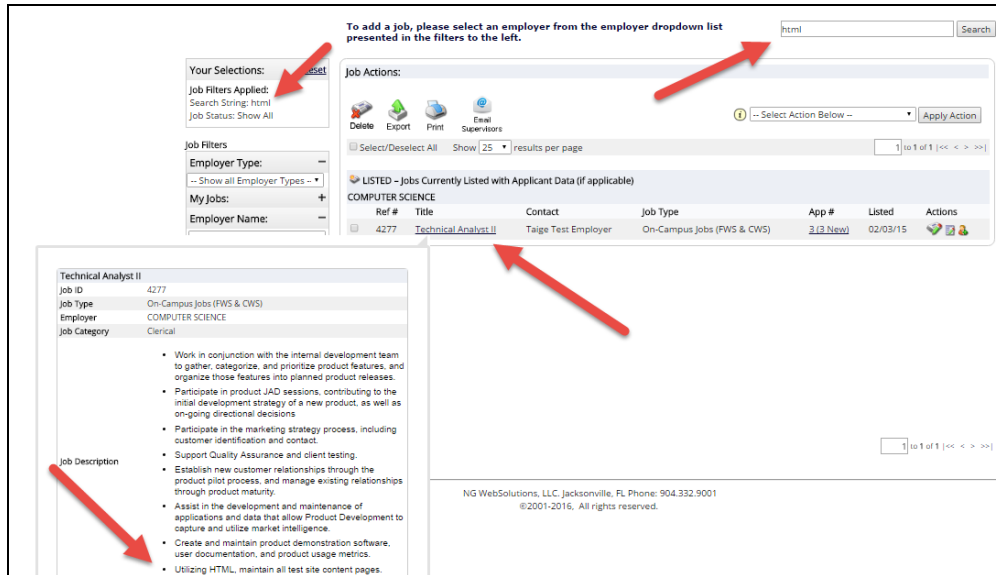 To add a job, please select an employer from the employer dropdown list
presented in the filters to the left.
html
Search
Your Selections:
Job Filters Applied:
Search String: html
Job Status: Show All
Job Filters
Employer Type:
-- Show all Employer Types --
My Jobs:
Employer Name:
Job Actions:
Delete Export Print Email
Supervisors
-- Select Action Below --
Apply Action
Select/Deselect All Show 25 results per page
1 to 1 of 1 |<< < > >>|
LISTED – Jobs Currently Listed with Applicant Data (if applicable)
COMPUTER SCIENCE
Ref # Title Contact Job Type App # Listed Actions
4277 Technical Analyst II Taige Test Employer On-Campus Jobs (FWS & CWS) 3 (3 New) 02/03/15
Technical Analyst II
Job ID 4277
Job Type On-Campus Jobs (FWS & CWS)
Employer COMPUTER SCIENCE
Job Category Clerical
Job Description
• Work in conjunction with the internal development team
to gather, categorize, and prioritize product features, and
organize those features into planned product releases.
• Participate in product JAD sessions, contributing to the
initial development strategy of a new product, as well as
on-going directional decisions
• Participate in the marketing strategy process, including
customer identification and contact.
• Support Quality Assurance and client testing.
• Establish new customer relationships through the
product pilot process, and manage existing relationships
through product maturity.
• Assist in the development and maintenance of
applications and data that allow Product Development to
capture and utilize market intelligence.
• Create and maintain product demonstration software,
user documentation, and product usage metrics.
• Utilizing HTML, maintain all test site content pages.
1 to 1 of 1 |<< < > >>|
NG WebSolutions, LLC. Jacksonville, FL Phone: 904.332.9001
©2001-2016, All rights reserved.